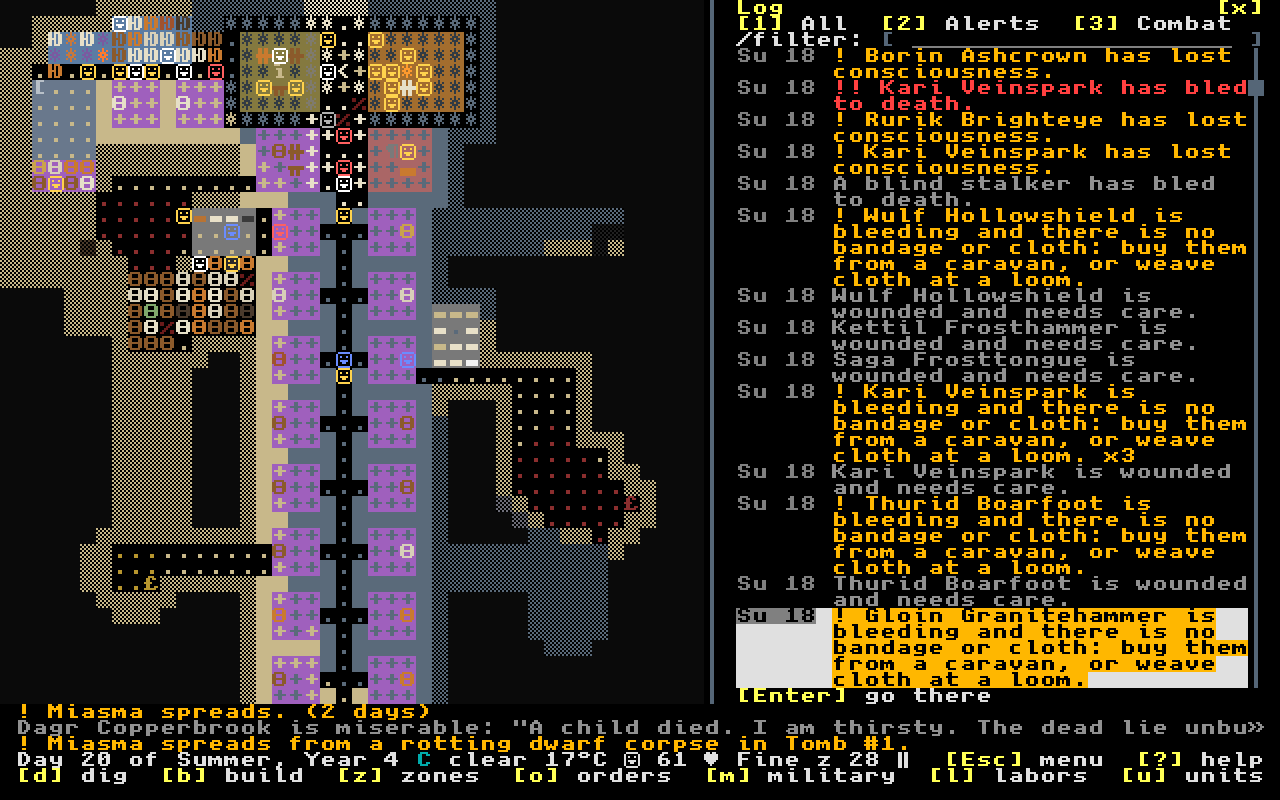 Log [x]
[1] All [2] Alerts [3] Combat
/filter: [ ]
Su 18 ! Borin Ashcrown has lost
consciousness.
Su 18 !! Kari Veinspark has bled
to death.
Su 18 ! Rurik Brighteye has lost
consciousness.
Su 18 ! Kari Veinspark has lost
consciousness.
Su 18 A blind stalker has bled
to death.
Su 18 ! Wulf Hollowshield is
bleeding and there is no
bandage or cloth: buy them
from a caravan, or weave
cloth at a loom.
Su 18 Wulf Hollowshield is
wounded and needs care.
Su 18 Kettil Frosthammer is
wounded and needs care.
Su 18 Saga Frosttongue is
wounded and needs care.
Su 18 ! Kari Veinspark is
bleeding and there is no
bandage or cloth: buy them
from a caravan, or weave
cloth at a loom. x3
Su 18 Kari Veinspark is wounded
and needs care.
Su 18 ! Thurid Boarfoot is
bleeding and there is no
bandage or cloth: buy them
from a caravan, or weave
cloth at a loom.
Su 18 Thurid Boarfoot is wounded
and needs care.
Su 18 ! Gloin Granitehammer is
bleeding and there is no
bandage or cloth: buy them
from a caravan, or weave
cloth at a loom.
[Enter] go there
! Miasma spreads. (2 days)
Dagr Copperbrook is miserable: "A child died. I am thirsty. The dead lie unbu»
! Miasma spreads from a rotting dwarf corpse in Tomb #1.
Day 20 of Summer, Year 4 C clear 17°C ☺ 61 ♥ Fine z 28 ‖ [Esc] menu [?] help
[d] dig [b] build [z] zones [o] orders [m] military [l] labors [u] units